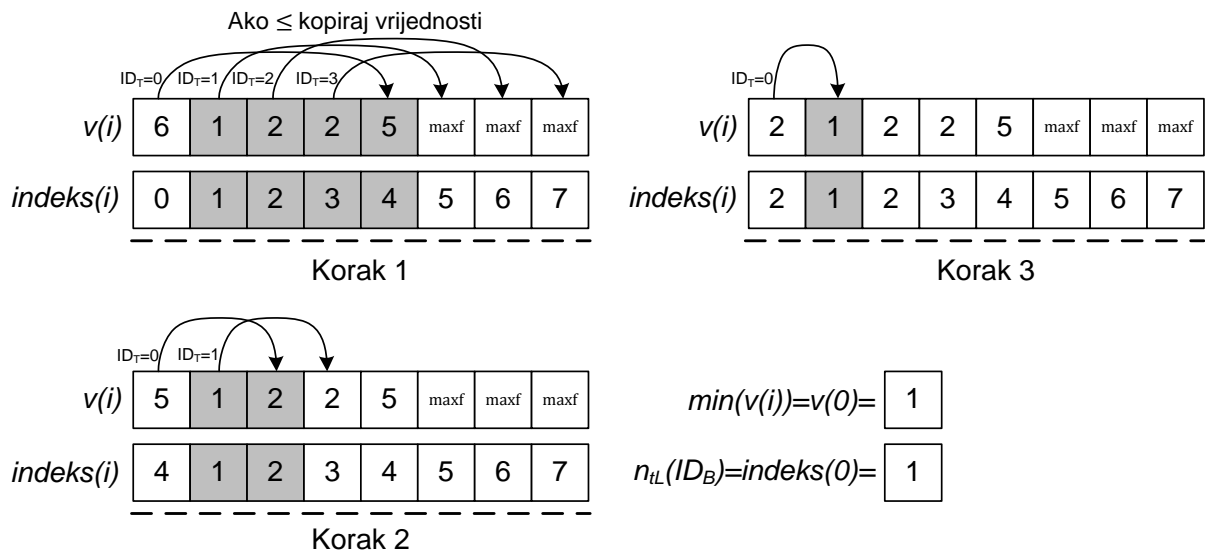 Ako ≤ kopiraj vrijednosti
ID_T=0 ID_T=1 ID_T=2 ID_T=3
v(i) 6 1 2 2 5 maxf maxf maxf
indeks(i) 0 1 2 3 4 5 6 7
Korak 1
ID_T=0
v(i) 2 1 2 2 5 maxf maxf maxf
indeks(i) 2 1 2 3 4 5 6 7
Korak 3
ID_T=0 ID_T=1
v(i) 5 1 2 2 5 maxf maxf maxf
indeks(i) 4 1 2 3 4 5 6 7
Korak 2
min(v(i))=v(0)= 1
n_tL(ID_B)=indeks(0)= 1